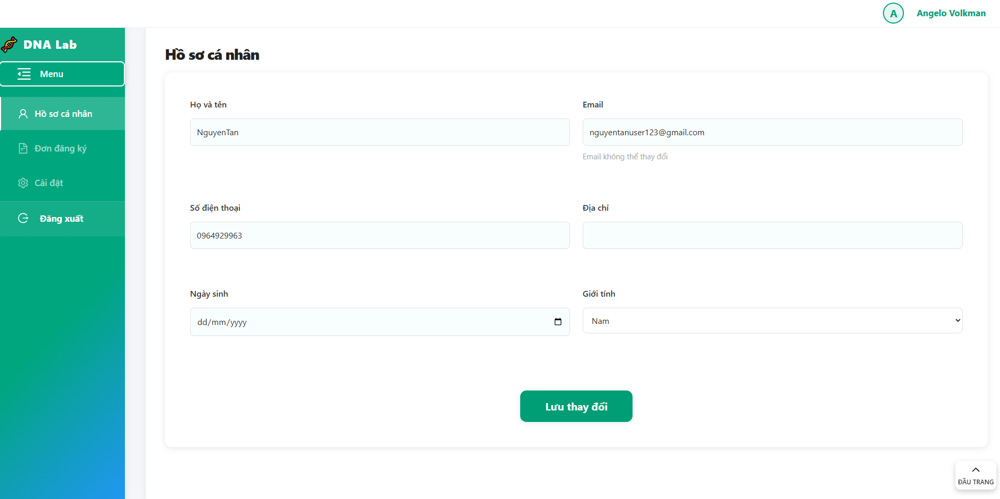 A
Angelo Volkman
DNA Lab
Menu
Hồ sơ cá nhân
Đơn đăng ký
Cài đặt
Đăng xuất
Hồ sơ cá nhân
Họ và tên
NguyenTan
Email
nguyentanuser123@gmail.com
Email không thể thay đổi
Số điện thoại
0964929963
Địa chỉ
Ngày sinh
dd/mm/yyyy
Giới tính
Nam
Lưu thay đổi
ĐẦU TRANG